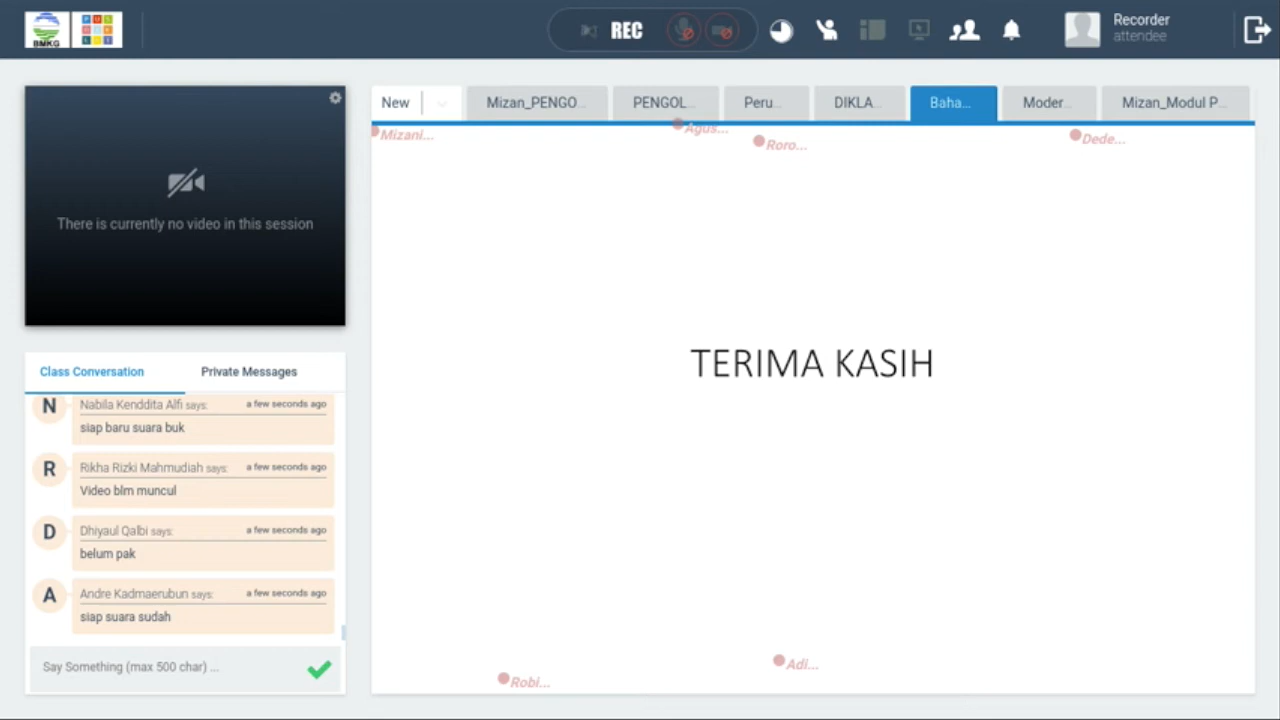 BMKG
REC
Recorder
attendee
There is currently no video in this session
New
Mizan_PENGO...
PENGOL...
Peru...
DIKLA...
Baha...
Moder...
Mizan_Modul P...
Mizani...
Agus...
Roro...
Dede...
TERIMA KASIH
Adi...
Robi...
Class Conversation
Private Messages
N
Nabila Kenddita Alfi says:
a few seconds ago
siap baru suara buk
R
Rikha Rizki Mahmudiah says:
a few seconds ago
Video blm muncul
D
Dhiyaul Qalbi says:
a few seconds ago
belum pak
A
Andre Kadmaerubun says:
a few seconds ago
siap suara sudah
Say Something (max 500 char) ...